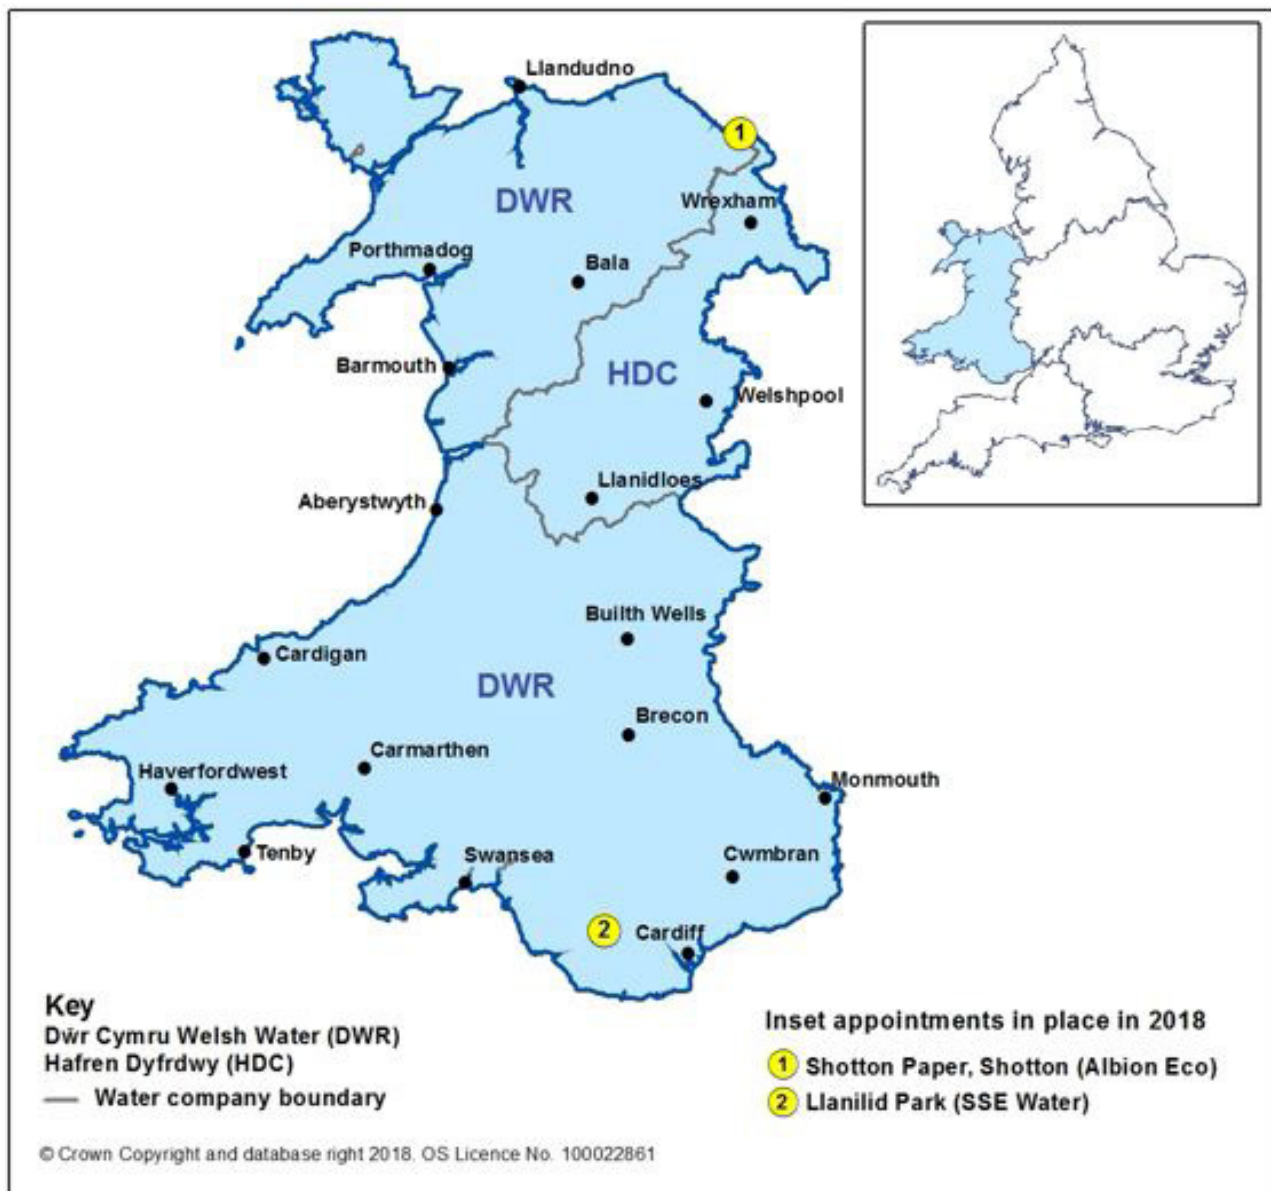 Llandudno
1
DWR
Wrexham
Porthmadog
Bala
Barmouth
HDC
Welshpool
Llanidloes
Aberystwyth
Builth Wells
Cardigan
DWR
Brecon
Carmarthen
Haverfordwest
Monmouth
Tenby
Swansea
Cwmbran
2
Cardiff
Key
Dŵr Cymru Welsh Water (DWR)
Hafren Dyfrdwy (HDC)
Water company boundary
Inset appointments in place in 2018
1 Shotton Paper, Shotton (Albion Eco)
2 Llanilid Park (SSE Water)
© Crown Copyright and database right 2018. OS Licence No. 100022861